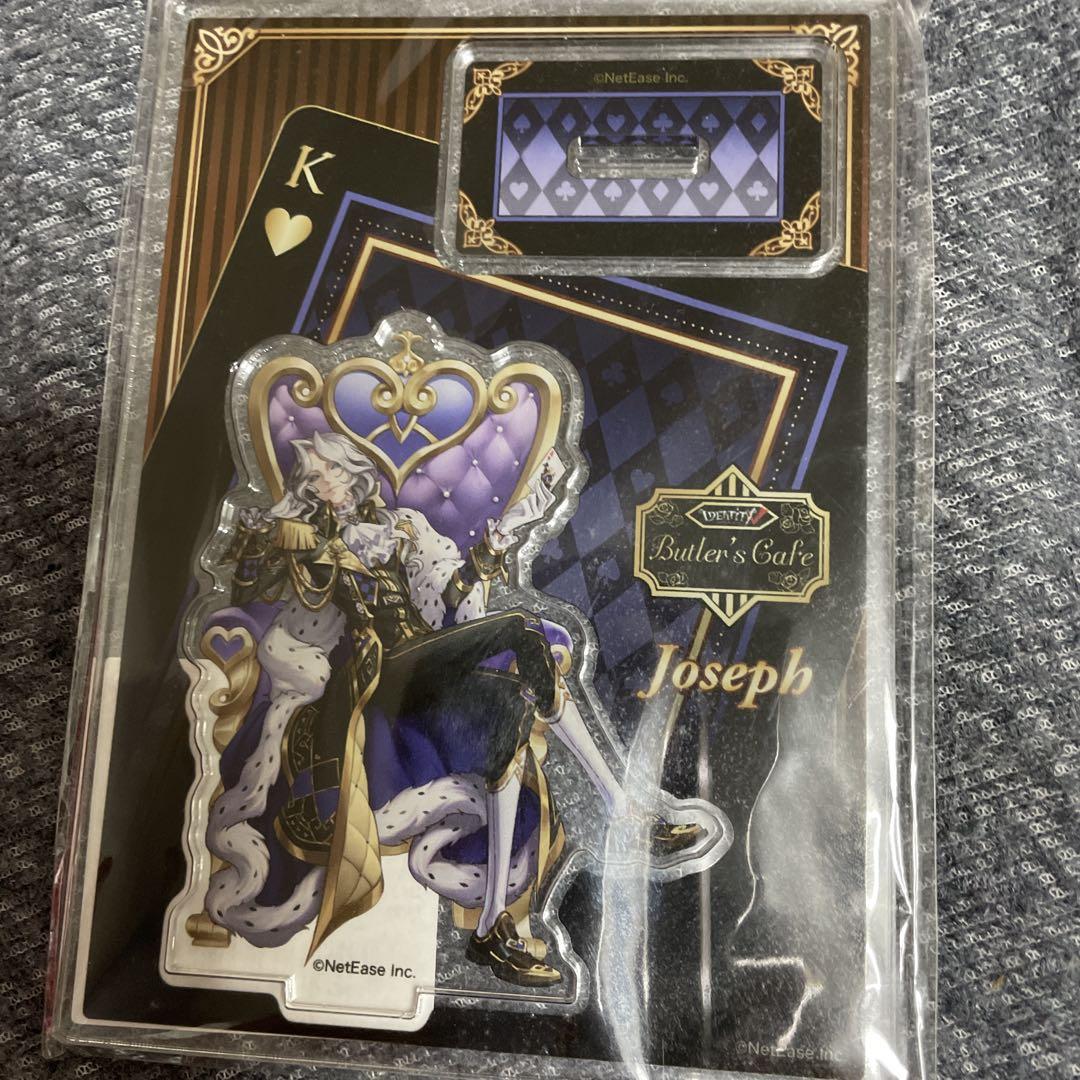 ©NetEase Inc.
K
IDENTITY V
Butler's Cafe
Joseph
©NetEase Inc.
©NetEase Inc.